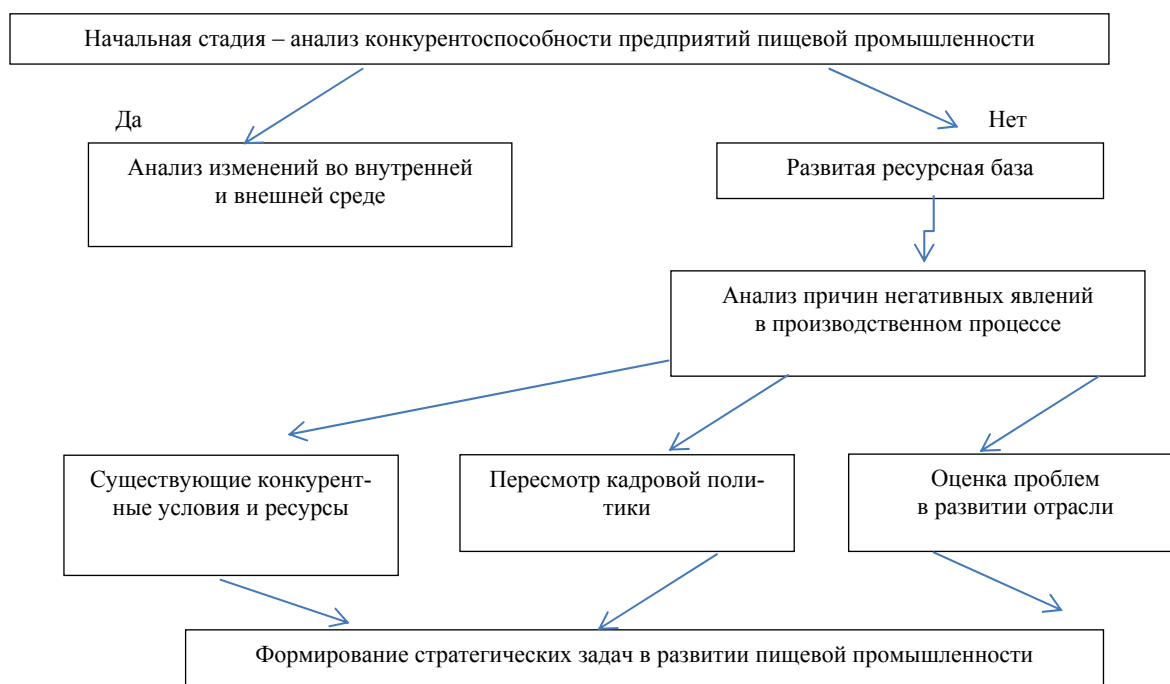 Начальная стадия – анализ конкурентоспособности предприятий пищевой промышленности
Да
Нет
Анализ изменений во внутренней
и внешней среде
Развитая ресурсная база
Анализ причин негативных явлений
в производственном процессе
Существующие конкурент-
ные условия и ресурсы
Пересмотр кадровой поли-
тики
Оценка проблем
в развитии отрасли
Формирование стратегических задач в развитии пищевой промышленности